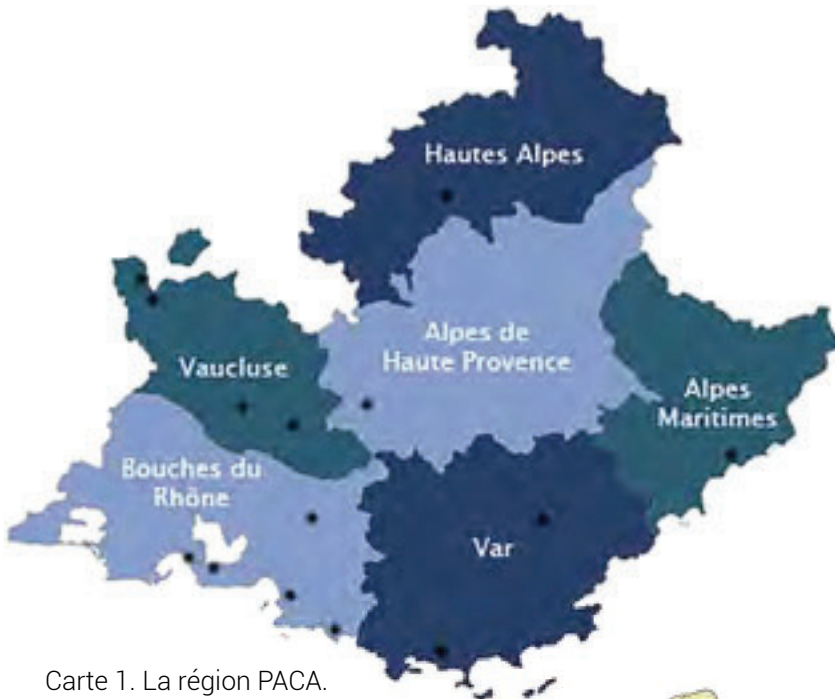 Hautes Alpes
Alpes de
Haute Provence
Vaucluse
Alpes
Maritimes
Bouches du
Rhône
Var
Carte 1. La région PACA.